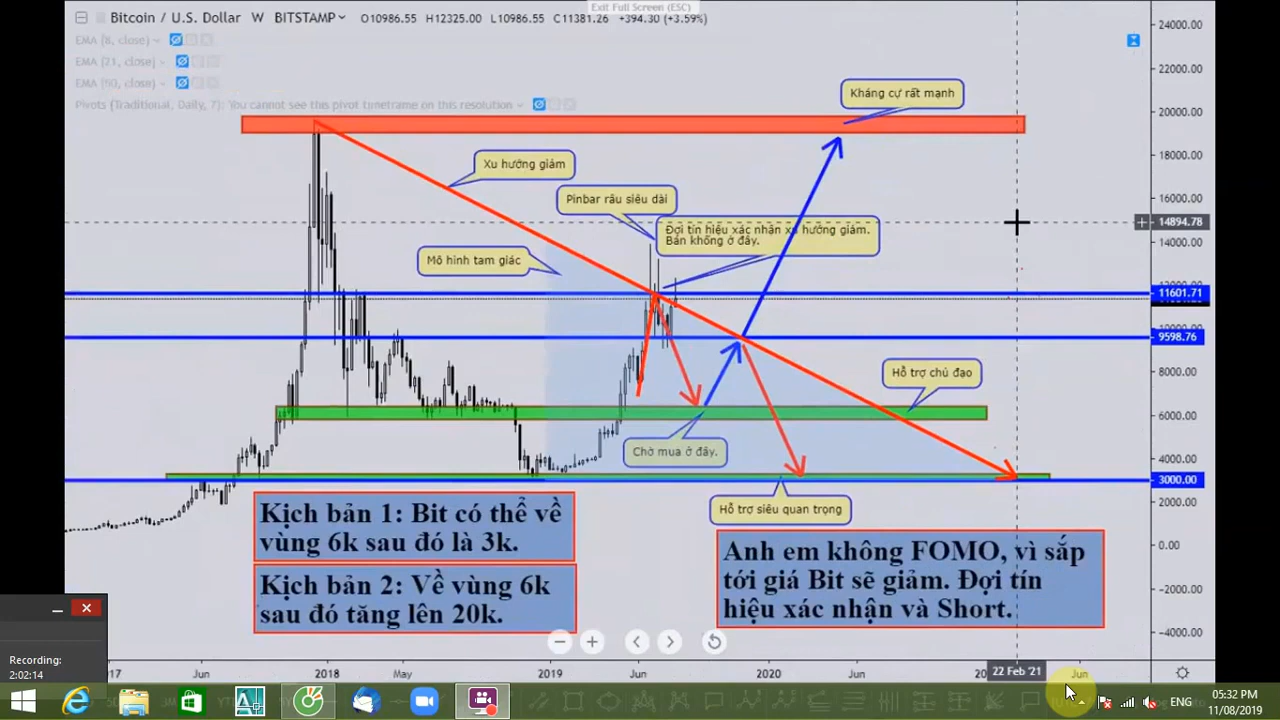 Exit Full Screen (ESC)
Bitcoin / U.S. Dollar W BITSTAMP O10986.55 H12325.00 L10986.55 C11381.26 +394.30 (+3.59%)
EMA (8, close)
EMA (21, close)
EMA (50, close)
Pivots (Traditional, Daily, 7): You cannot see this pivot timeframe on this resolution
24000.00
22000.00
20000.00
18000.00
16000.00
14894.78
14000.00
11601.71
9598.76
8000.00
6000.00
4000.00
3000.00
2000.00
0.00
-2000.00
-4000.00
Kháng cự rất mạnh
Xu hướng giảm
Pinbar râu siêu dài
Đợi tín hiệu xác nhận xu hướng giảm.
Bán khống ở đây.
Mô hình tam giác
Hỗ trợ chủ đạo
Chờ mua ở đây.
Hỗ trợ siêu quan trọng
Kịch bản 1: Bit có thể về
vùng 6k sau đó là 3k.
Kịch bản 2: Về vùng 6k
sau đó tăng lên 20k.
Anh em không FOMO, vì sắp
tới giá Bit sẽ giảm. Đợi tín
hiệu xác nhận và Short.
Recording:
2:02:14
Jun 2018 May 2019 Jun 2020 Jun 22 Feb '21 Jun
ENG
05:32 PM
11/08/2019